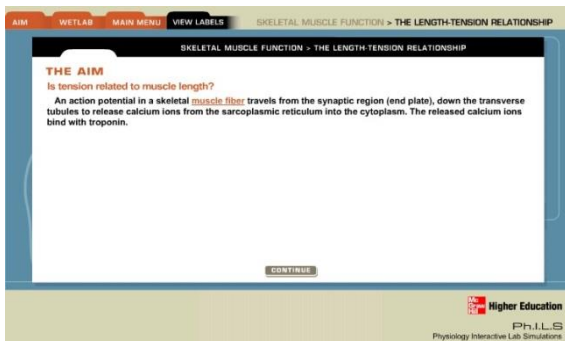 AIM WETLAB MAIN MENU VIEW LABELS SKELETAL MUSCLE FUNCTION > THE LENGTH-TENSION RELATIONSHIP
SKELETAL MUSCLE FUNCTION > THE LENGTH-TENSION RELATIONSHIP
THE AIM
Is tension related to muscle length?
An action potential in a skeletal muscle fiber travels from the synaptic region (end plate), down the transverse
tubules to release calcium ions from the sarcoplasmic reticulum into the cytoplasm. The released calcium ions
bind with troponin.
CONTINUE
Mc Graw Hill Higher Education
Ph.I.L.S
Physiology Interactive Lab Simulations